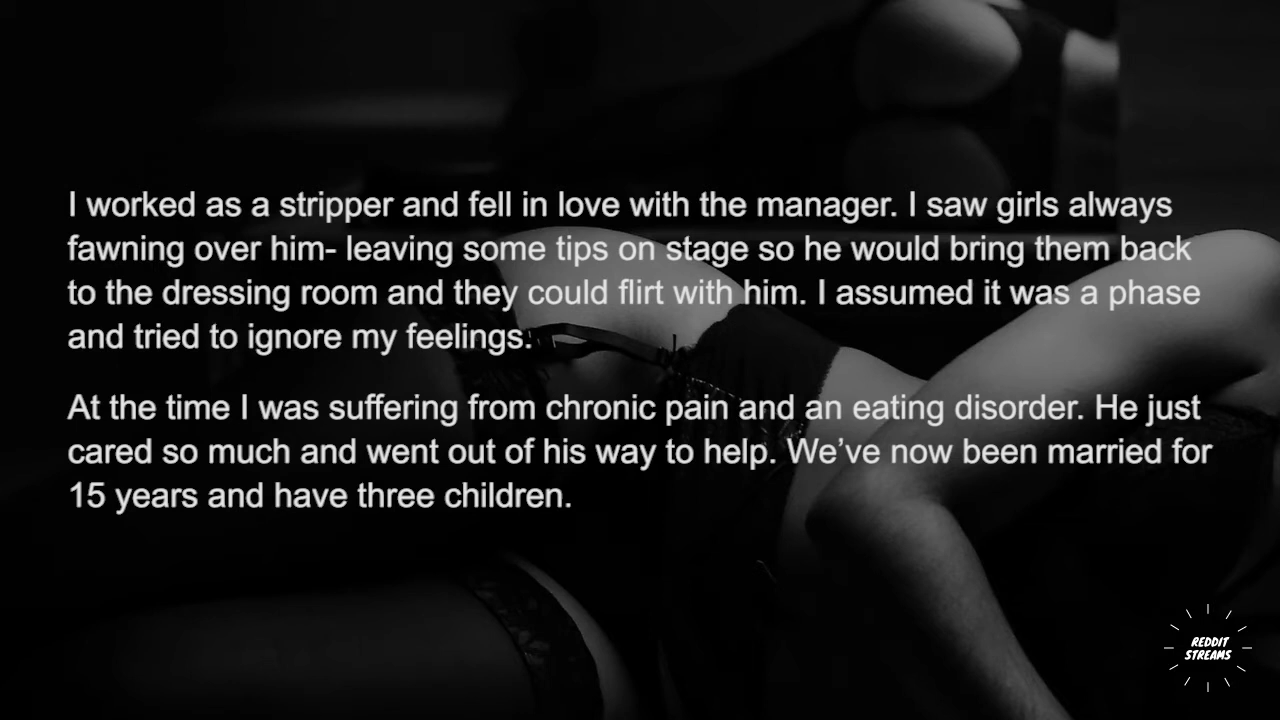 I worked as a stripper and fell in love with the manager. I saw girls always
fawning over him- leaving some tips on stage so he would bring them back
to the dressing room and they could flirt with him. I assumed it was a phase
and tried to ignore my feelings.
At the time I was suffering from chronic pain and an eating disorder. He just
cared so much and went out of his way to help. We’ve now been married for
15 years and have three children.
REDDIT
STREAMS